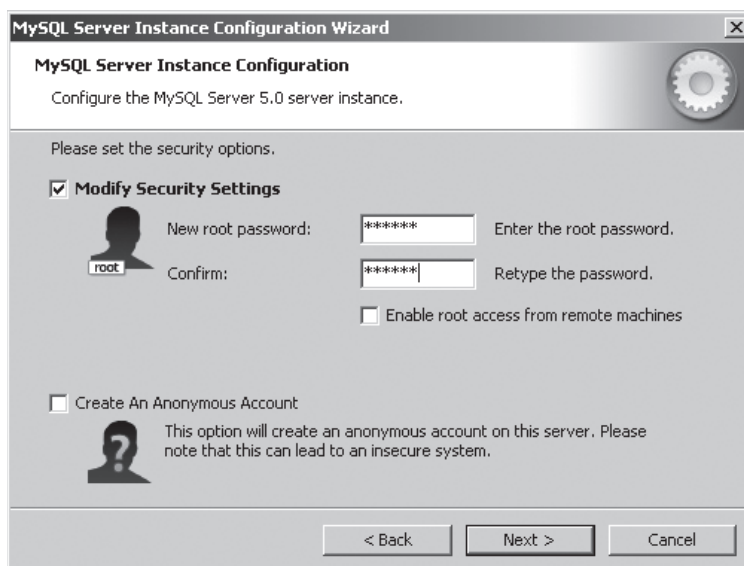 MySQL Server Instance Configuration Wizard
MySQL Server Instance Configuration
Configure the MySQL Server 5.0 server instance.
Please set the security options.
Modify Security Settings
root
New root password: ****** Enter the root password.
Confirm: ****** Retype the password.
Enable root access from remote machines
Create An Anonymous Account
?
This option will create an anonymous account on this server. Please
note that this can lead to an insecure system.
< Back Next > Cancel